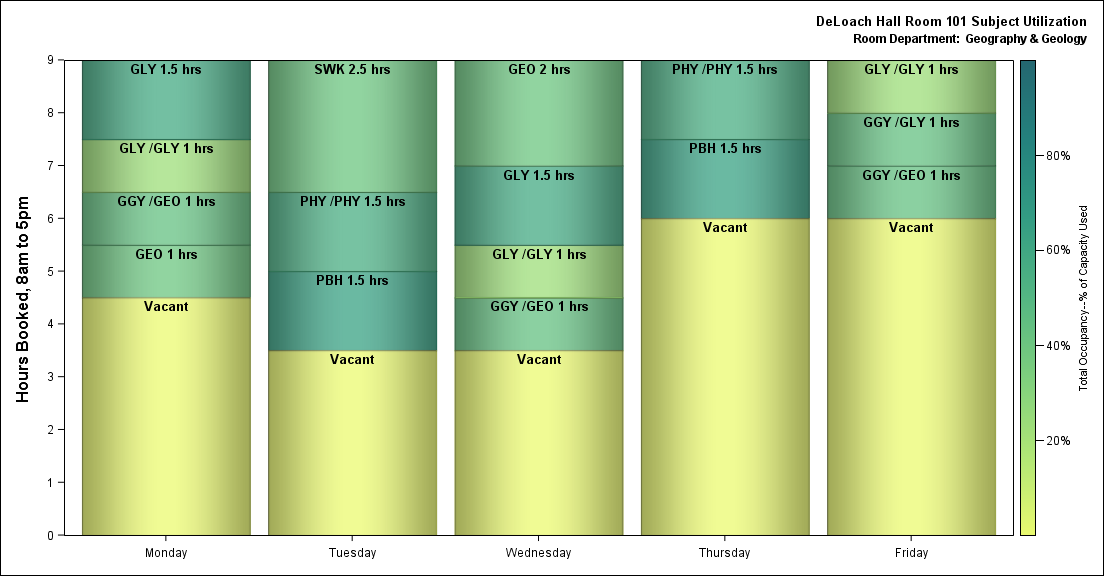 DeLoach Hall Room 101 Subject Utilization
Room Department: Geography & Geology
Hours Booked, 8am to 5pm
9
8
7
6
5
4
3
2
1
0
GLY 1.5 hrs
GLY /GLY 1 hrs
GGY /GEO 1 hrs
GEO 1 hrs
Vacant
Monday
SWK 2.5 hrs
PHY /PHY 1.5 hrs
PBH 1.5 hrs
Vacant
Tuesday
GEO 2 hrs
GLY 1.5 hrs
GLY /GLY 1 hrs
GGY /GEO 1 hrs
Vacant
Wednesday
PHY /PHY 1.5 hrs
PBH 1.5 hrs
Vacant
Thursday
GLY /GLY 1 hrs
GGY /GLY 1 hrs
GGY /GEO 1 hrs
Vacant
Friday
80%
60%
40%
20%
Total Occupancy--% of Capacity Used